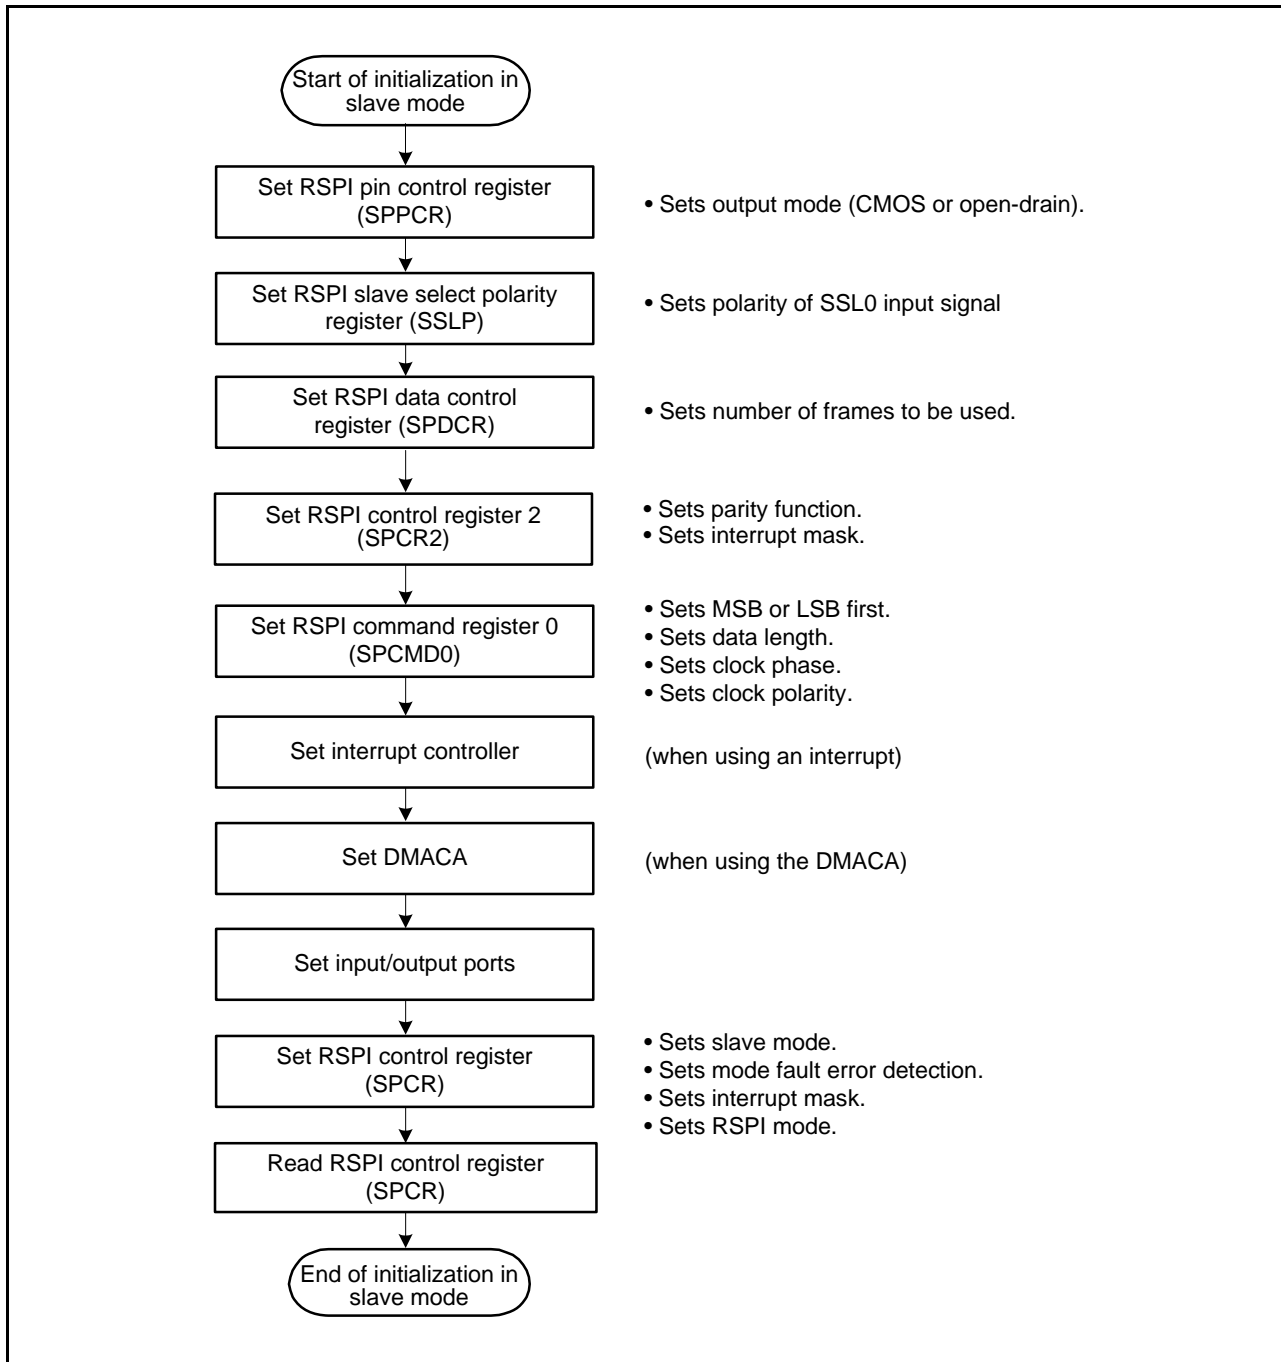 Start of initialization in
slave mode
Set RSPI pin control register
(SPPCR)
• Sets output mode (CMOS or open-drain).
Set RSPI slave select polarity
register (SSLP)
• Sets polarity of SSL0 input signal
Set RSPI data control
register (SPDCR)
• Sets number of frames to be used.
Set RSPI control register 2
(SPCR2)
• Sets parity function.
• Sets interrupt mask.
Set RSPI command register 0
(SPCMD0)
• Sets MSB or LSB first.
• Sets data length.
• Sets clock phase.
• Sets clock polarity.
Set interrupt controller
(when using an interrupt)
Set DMACA
(when using the DMACA)
Set input/output ports
Set RSPI control register
(SPCR)
• Sets slave mode.
• Sets mode fault error detection.
• Sets interrupt mask.
• Sets RSPI mode.
Read RSPI control register
(SPCR)
End of initialization in
slave mode